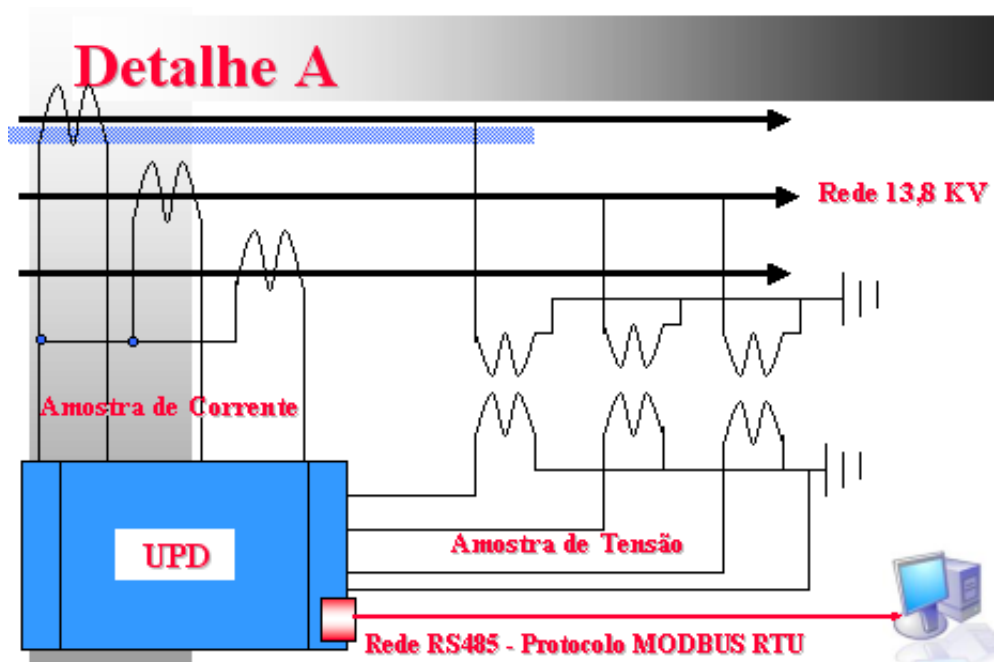 Detalhe A
Rede 13,8 KV
Amostra de Corrente
UPD
Amostra de Tensão
Rede RS485 - Protocolo MODBUS RTU